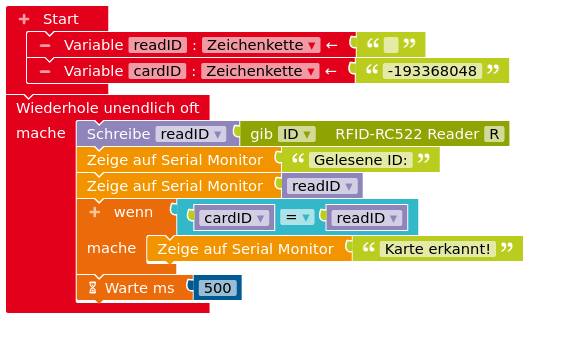 + Start
− Variable readID : Zeichenkette ▾ ← “ ”
− Variable cardID : Zeichenkette ▾ ← “ -193368048 ”
Wiederhole unendlich oft
mache Schreibe readID ▾ gib ID ▾ RFID-RC522 Reader R
Zeige auf Serial Monitor “ Gelesene ID: ”
Zeige auf Serial Monitor readID ▾
+ wenn cardID ▾ = ▾ readID ▾
mache Zeige auf Serial Monitor “ Karte erkannt! ”
Warte ms 500